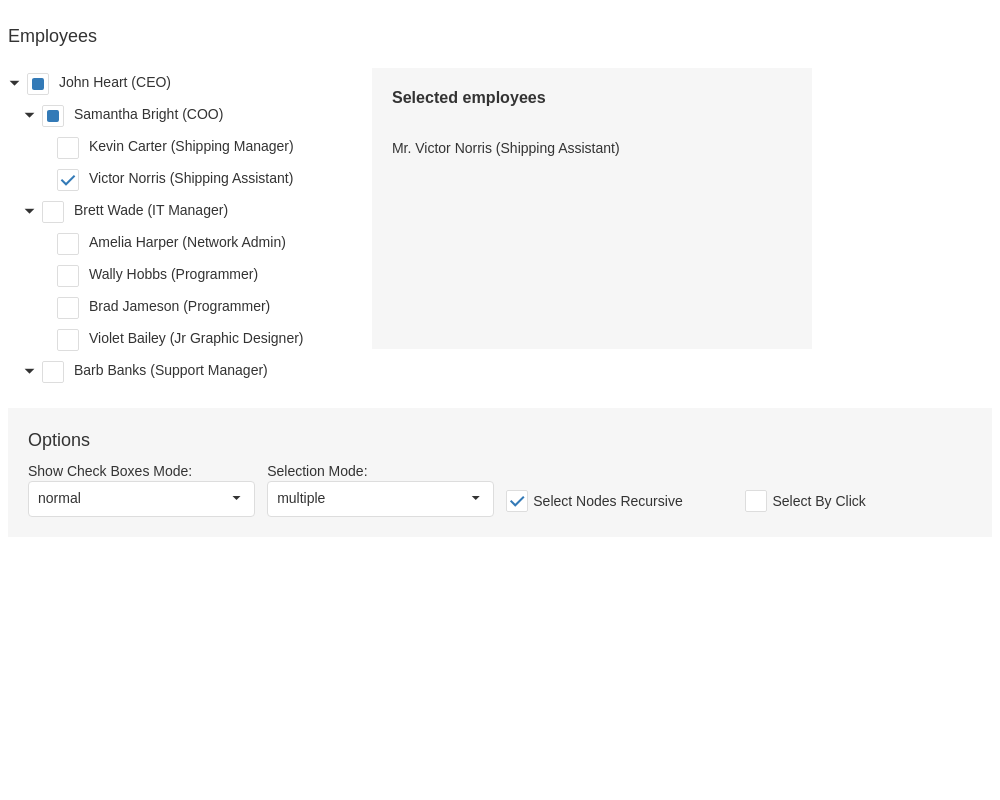 Employees
John Heart (CEO)
Samantha Bright (COO)
Kevin Carter (Shipping Manager)
Victor Norris (Shipping Assistant)
Brett Wade (IT Manager)
Amelia Harper (Network Admin)
Wally Hobbs (Programmer)
Brad Jameson (Programmer)
Violet Bailey (Jr Graphic Designer)
Barb Banks (Support Manager)
Selected employees
Mr. Victor Norris (Shipping Assistant)
Options
Show Check Boxes Mode:
normal
Selection Mode:
multiple
Select Nodes Recursive
Select By Click